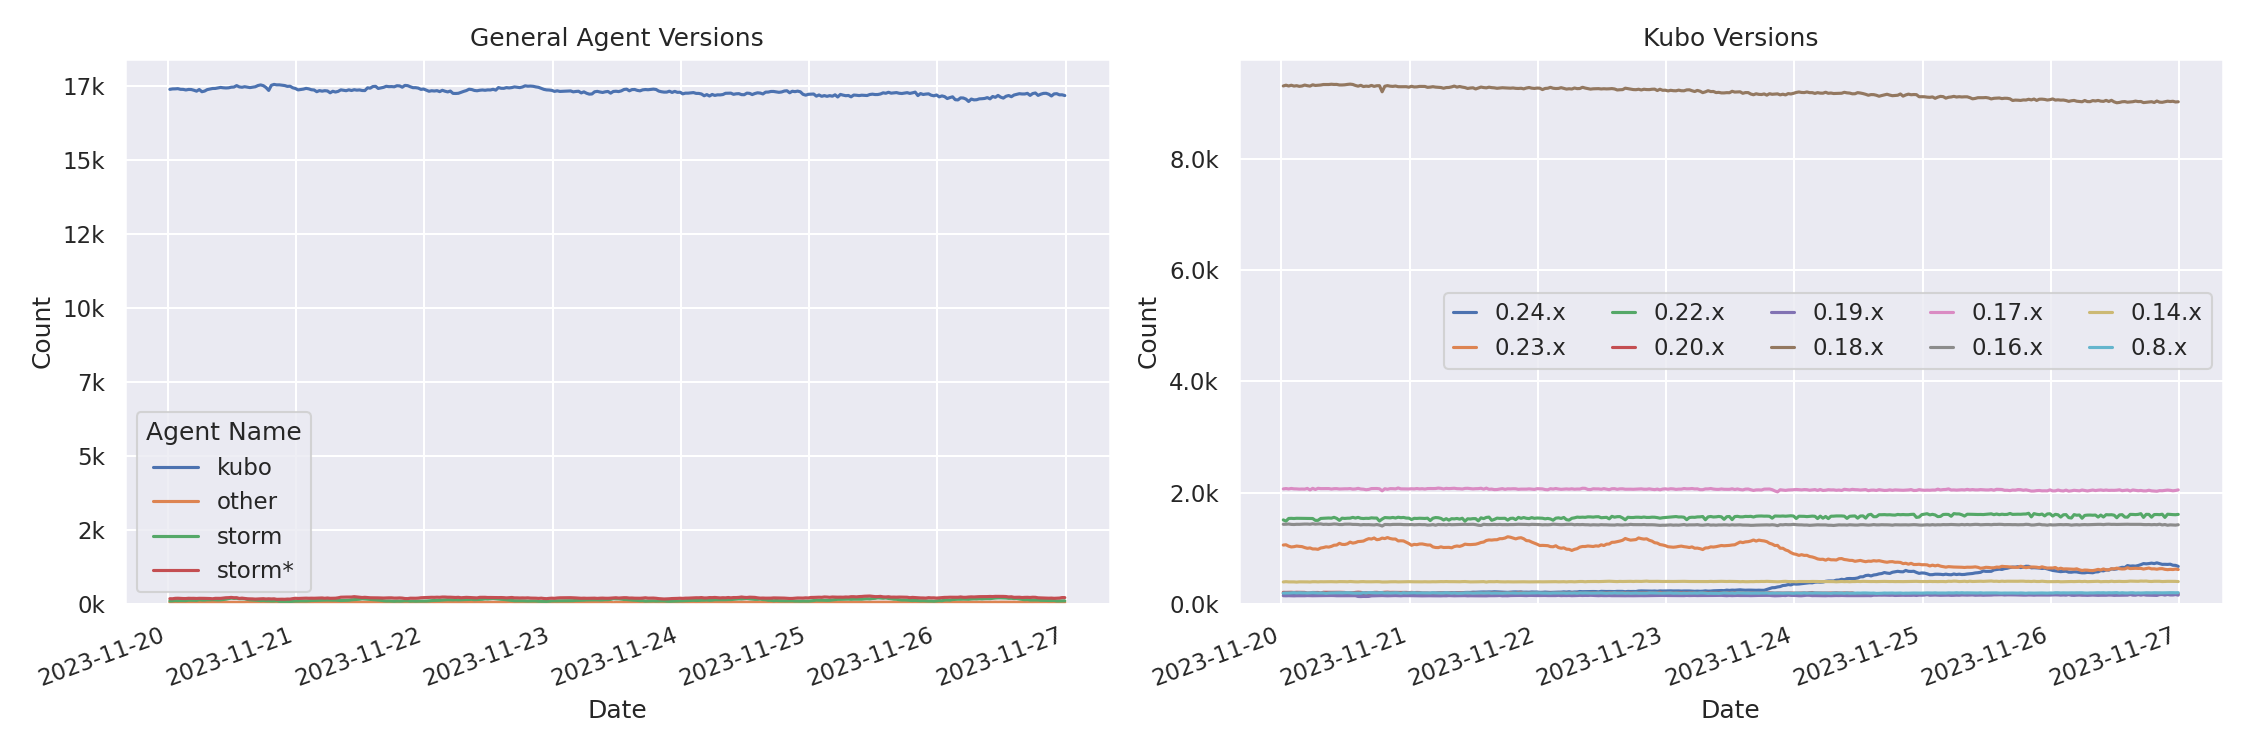 General Agent Versions
17k
15k
12k
10k
7k
5k
2k
0k
Count
Agent Name
kubo
other
storm
storm*
2023-11-20
2023-11-21
2023-11-22
2023-11-23
2023-11-24
2023-11-25
2023-11-26
2023-11-27
Date
Kubo Versions
8.0k
6.0k
4.0k
2.0k
0.0k
Count
0.24.x 0.22.x 0.19.x 0.17.x 0.14.x
0.23.x 0.20.x 0.18.x 0.16.x 0.8.x
2023-11-20
2023-11-21
2023-11-22
2023-11-23
2023-11-24
2023-11-25
2023-11-26
2023-11-27
Date